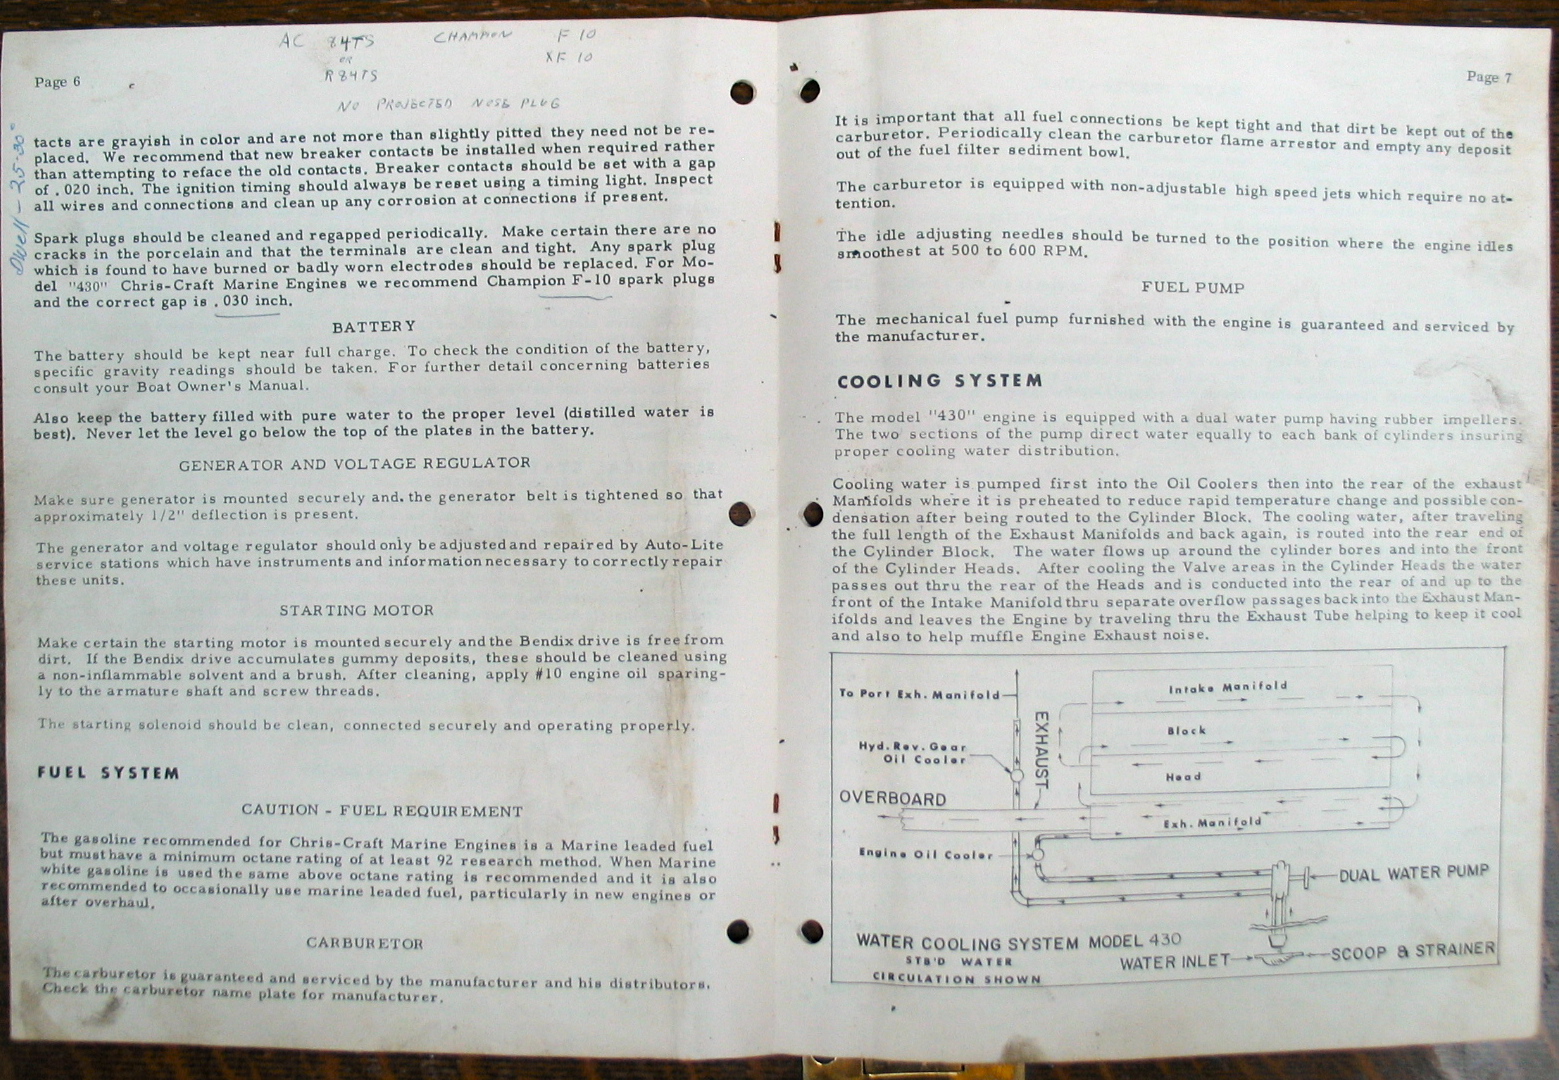 AC 84TS CHAMPION F 10
OR XF 10
R84TS
NO PROJECTED NOSE PLUG
Page 6
Dwell - 25-30°
tacts are grayish in color and are not more than slightly pitted they need not be re-
placed. We recommend that new breaker contacts be installed when required rather
than attempting to reface the old contacts. Breaker contacts should be set with a gap
of .020 inch. The ignition timing should always be reset using a timing light. Inspect
all wires and connections and clean up any corrosion at connections if present.
Spark plugs should be cleaned and regapped periodically. Make certain there are no
cracks in the porcelain and that the terminals are clean and tight. Any spark plug
which is found to have burned or badly worn electrodes should be replaced. For Mo-
del "430" Chris-Craft Marine Engines we recommend Champion F-10 spark plugs
and the correct gap is .030 inch.
BATTERY
The battery should be kept near full charge. To check the condition of the battery,
specific gravity readings should be taken. For further detail concerning batteries
consult your Boat Owner's Manual.
Also keep the battery filled with pure water to the proper level (distilled water is
best). Never let the level go below the top of the plates in the battery.
GENERATOR AND VOLTAGE REGULATOR
Make sure generator is mounted securely and the generator belt is tightened so that
approximately 1/2" deflection is present.
The generator and voltage regulator should only be adjusted and repaired by Auto-Lite
service stations which have instruments and information necessary to correctly repair
these units.
STARTING MOTOR
Make certain the starting motor is mounted securely and the Bendix drive is free from
dirt. If the Bendix drive accumulates gummy deposits, these should be cleaned using
a non-inflammable solvent and a brush. After cleaning, apply #10 engine oil sparing-
ly to the armature shaft and screw threads.
The starting solenoid should be clean, connected securely and operating properly.
FUEL SYSTEM
CAUTION - FUEL REQUIREMENT
The gasoline recommended for Chris-Craft Marine Engines is a Marine leaded fuel
but must have a minimum octane rating of at least 92 research method. When Marine
white gasoline is used the same above octane rating is recommended and it is also
recommended to occasionally use marine leaded fuel, particularly in new engines or
after overhaul.
CARBURETOR
The carburetor is guaranteed and serviced by the manufacturer and his distributors.
Check the carburetor name plate for manufacturer.
Page 7
It is important that all fuel connections be kept tight and that dirt be kept out of the
carburetor. Periodically clean the carburetor flame arrestor and empty any deposit
out of the fuel filter sediment bowl.
The carburetor is equipped with non-adjustable high speed jets which require no at-
tention.
The idle adjusting needles should be turned to the position where the engine idles
smoothest at 500 to 600 RPM.
FUEL PUMP
The mechanical fuel pump furnished with the engine is guaranteed and serviced by
the manufacturer.
COOLING SYSTEM
The model "430" engine is equipped with a dual water pump having rubber impellers.
The two sections of the pump direct water equally to each bank of cylinders insuring
proper cooling water distribution.
Cooling water is pumped first into the Oil Coolers then into the rear of the exhaust
Manifolds where it is preheated to reduce rapid temperature change and possible con-
densation after being routed to the Cylinder Block. The cooling water, after traveling
the full length of the Exhaust Manifolds and back again, is routed into the rear end of
the Cylinder Block. The water flows up around the cylinder bores and into the front
of the Cylinder Heads. After cooling the Valve areas in the Cylinder Heads the water
passes out thru the rear of the Heads and is conducted into the rear of and up to the
front of the Intake Manifold thru separate overflow passages back into the Exhaust Man-
ifolds and leaves the Engine by traveling thru the Exhaust Tube helping to keep it cool
and also to help muffle Engine Exhaust noise.
To Port Exh. Manifold
Intake Manifold
EXHAUST
Block
Hyd. Rev. Gear
Oil Cooler
Head
OVERBOARD
Exh. Manifold
Engine Oil Cooler
DUAL WATER PUMP
WATER COOLING SYSTEM MODEL 430
STB'D WATER
CIRCULATION SHOWN
WATER INLET
SCOOP & STRAINER